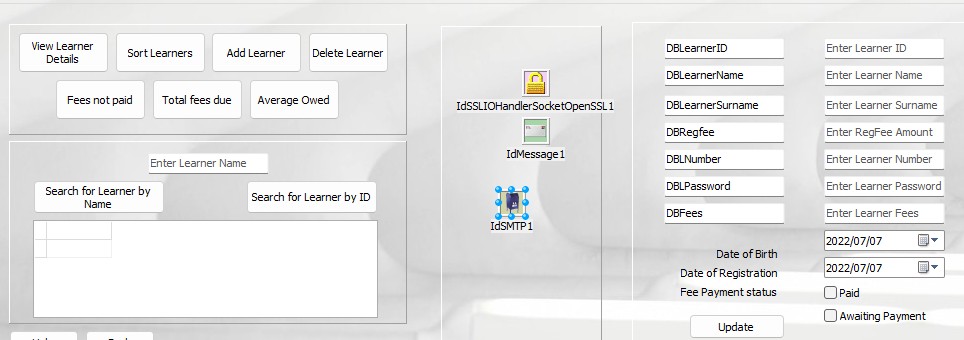 View Learner
Details
Sort Learners
Add Learner
Delete Learner
Fees not paid
Total fees due
Average Owed
Enter Learner Name
Search for Learner by
Name
Search for Learner by ID
IdSSLIOHandlerSocketOpenSSL1
IdMessage1
IdSMTP1
DBLearnerID
Enter Learner ID
DBLearnerName
Enter Learner Name
DBLearnerSurname
Enter Learner Surname
DBRegfee
Enter RegFee Amount
DBLNumber
Enter Learner Number
DBLPassword
Enter Learner Password
DBFees
Enter Learner Fees
Date of Birth
2022/07/07
Date of Registration
2022/07/07
Fee Payment status
Paid
Awaiting Payment
Update